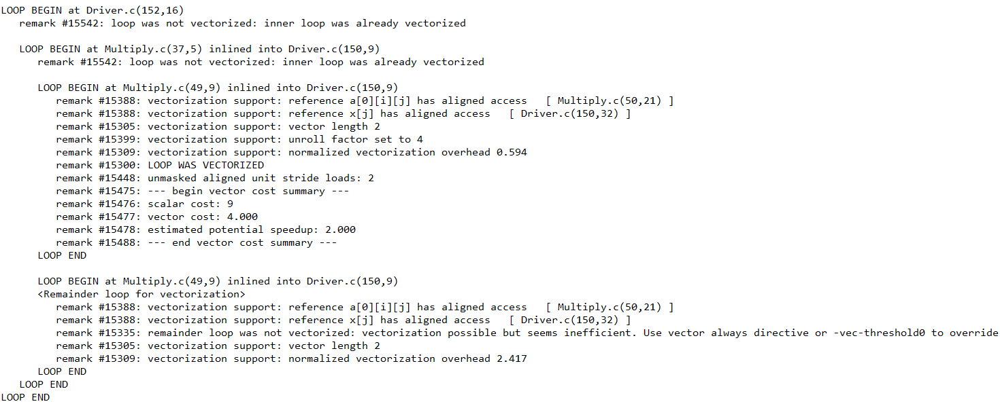 LOOP BEGIN at Driver.c(152,16)
   remark #15542: loop was not vectorized: inner loop was already vectorized

   LOOP BEGIN at Multiply.c(37,5) inlined into Driver.c(150,9)
      remark #15542: loop was not vectorized: inner loop was already vectorized

      LOOP BEGIN at Multiply.c(49,9) inlined into Driver.c(150,9)
         remark #15388: vectorization support: reference a[0][i][j] has aligned access   [ Multiply.c(50,21) ]
         remark #15388: vectorization support: reference x[j] has aligned access   [ Driver.c(150,32) ]
         remark #15305: vectorization support: vector length 2
         remark #15399: vectorization support: unroll factor set to 4
         remark #15309: vectorization support: normalized vectorization overhead 0.594
         remark #15300: LOOP WAS VECTORIZED
         remark #15448: unmasked aligned unit stride loads: 2
         remark #15475: --- begin vector cost summary ---
         remark #15476: scalar cost: 9
         remark #15477: vector cost: 4.000
         remark #15478: estimated potential speedup: 2.000
         remark #15488: --- end vector cost summary ---
      LOOP END

      LOOP BEGIN at Multiply.c(49,9) inlined into Driver.c(150,9)
      <Remainder loop for vectorization>
         remark #15388: vectorization support: reference a[0][i][j] has aligned access   [ Multiply.c(50,21) ]
         remark #15388: vectorization support: reference x[j] has aligned access   [ Driver.c(150,32) ]
         remark #15335: remainder loop was not vectorized: vectorization possible but seems inefficient. Use vector always directive or -vec-threshold0 to override
         remark #15305: vectorization support: vector length 2
         remark #15309: vectorization support: normalized vectorization overhead 2.417
      LOOP END
   LOOP END
LOOP END